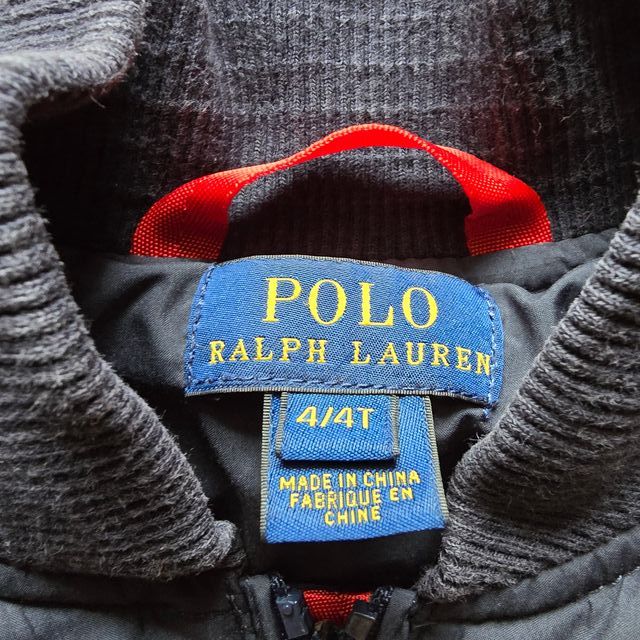 POLO
RALPH LAUREN
4/4T
MADE IN CHINA
FABRIQUE EN
CHINE